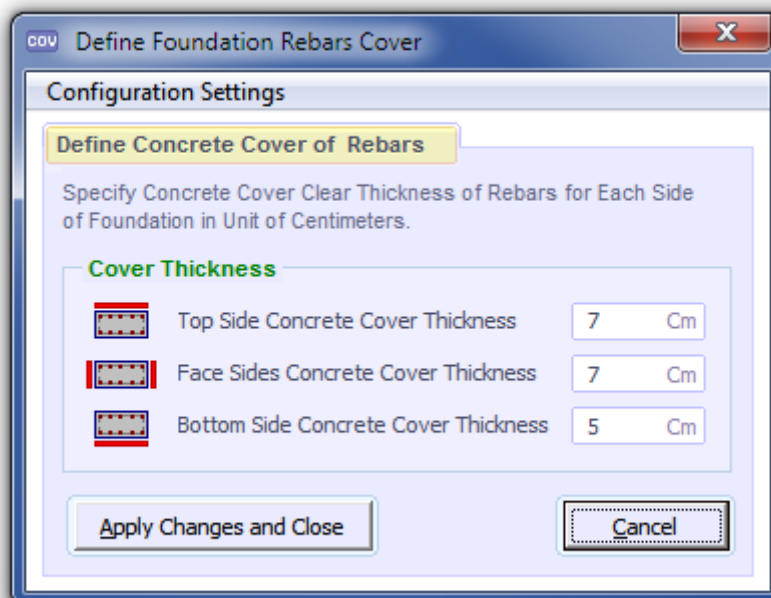 COV Define Foundation Rebars Cover
X
Configuration Settings
Define Concrete Cover of Rebars
Specify Concrete Cover Clear Thickness of Rebars for Each Side
of Foundation in Unit of Centimeters.
Cover Thickness
Top Side Concrete Cover Thickness 7 Cm
Face Sides Concrete Cover Thickness 7 Cm
Bottom Side Concrete Cover Thickness 5 Cm
Apply Changes and Close Cancel